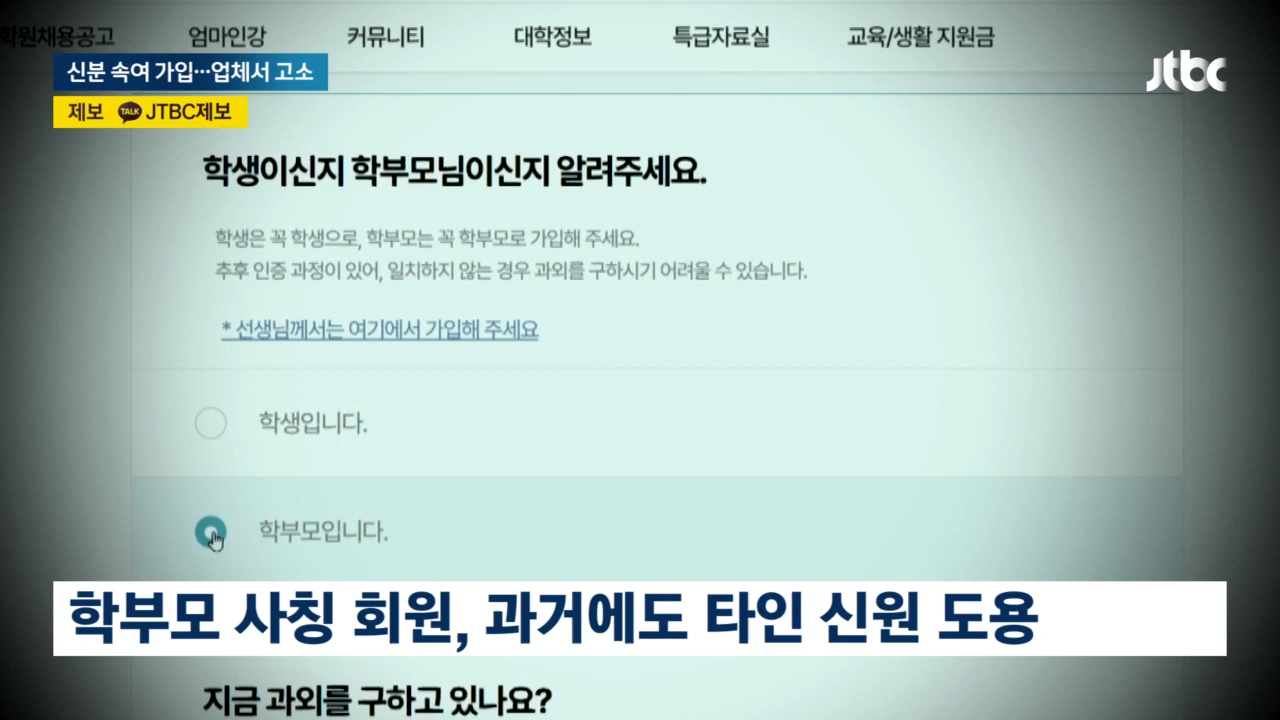 학원채용공고 엄마인강 커뮤니티 대학정보 특급자료실 교육/생활 지원금
신분 속여 가입…업체서 고소
jtbc
제보 TALK JTBC제보
학생이신지 학부모님이신지 알려주세요.
학생은 꼭 학생으로, 학부모는 꼭 학부모로 가입해 주세요.
추후 인증 과정이 있어, 일치하지 않는 경우 과외를 구하시기 어려울 수 있습니다.
* 선생님께서는 여기에서 가입해 주세요
학생입니다.
학부모입니다.
학부모 사칭 회원, 과거에도 타인 신원 도용
지금 과외를 구하고 있나요?